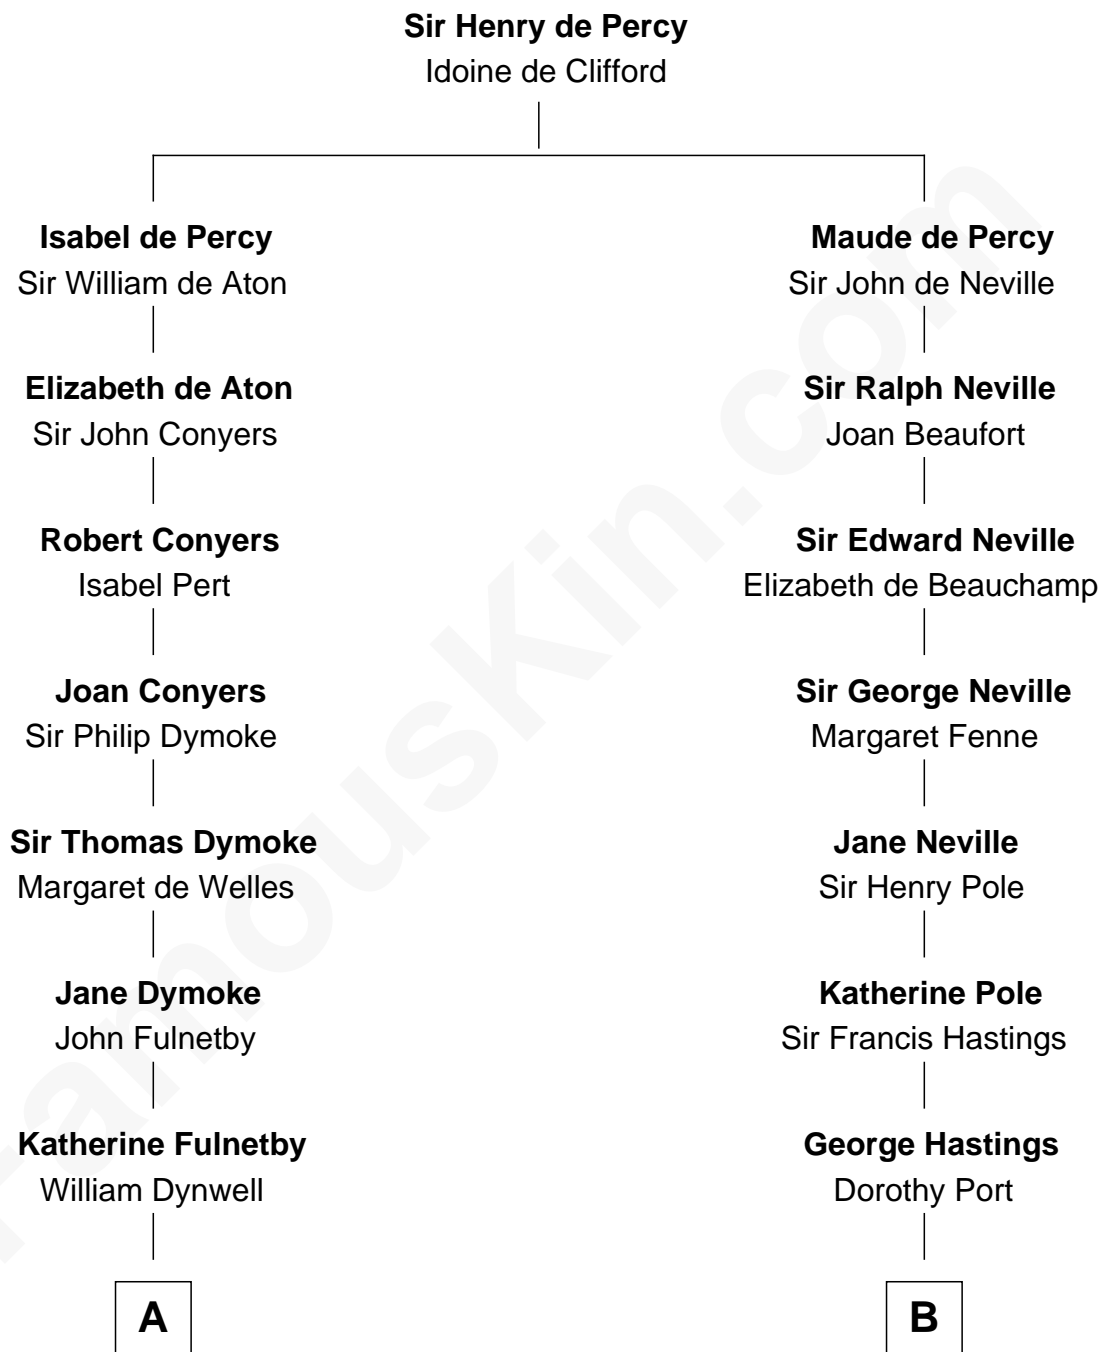 Sir Henry de Percy
Idoine de Clifford
Isabel de Percy
Sir William de Aton
Maude de Percy
Sir John de Neville
Elizabeth de Aton
Sir John Conyers
Sir Ralph Neville
Joan Beaufort
Robert Conyers
Isabel Pert
Sir Edward Neville
Elizabeth de Beauchamp
Joan Conyers
Sir Philip Dymoke
Sir George Neville
Margaret Fenne
Sir Thomas Dymoke
Margaret de Welles
Jane Neville
Sir Henry Pole
Jane Dymoke
John Fulnetby
Katherine Pole
Sir Francis Hastings
Katherine Fulnetby
William Dynwell
George Hastings
Dorothy Port
A
B
FamousKin.com